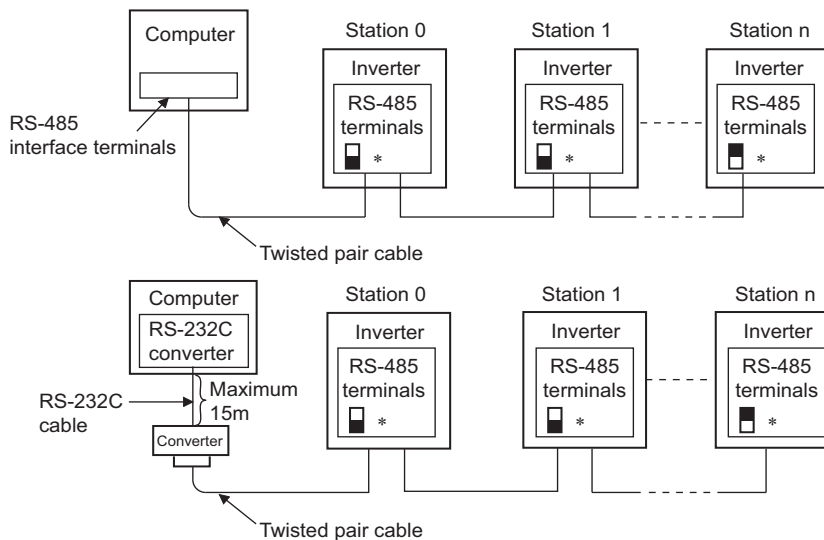 Computer
RS-485
interface terminals
Station 0
Inverter
RS-485
terminals
*
Station 1
Inverter
RS-485
terminals
*
Station n
Inverter
RS-485
terminals
*
Twisted pair cable
Computer
RS-232C
converter
RS-232C
cable
Maximum
15m
Converter
Station 0
Inverter
RS-485
terminals
*
Station 1
Inverter
RS-485
terminals
*
Station n
Inverter
RS-485
terminals
*
Twisted pair cable